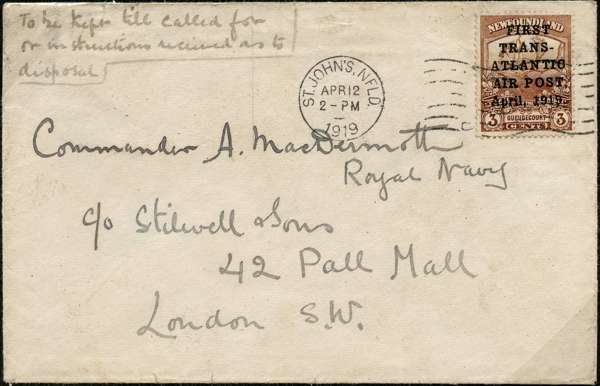 To be kept till called for
or instructions received as to
disposal
ST. JOHN'S, NFLD
APR 12
2 - PM
1919
NEWFOUNDLAND
FIRST
TRANS-
ATLANTIC
AIR POST
April, 1919.
3 GUEUDECOURT 3
CENTS
Commander A. MacDermott
Royal Navy
c/o Stilwell & Sons
42 Pall Mall
London S.W.